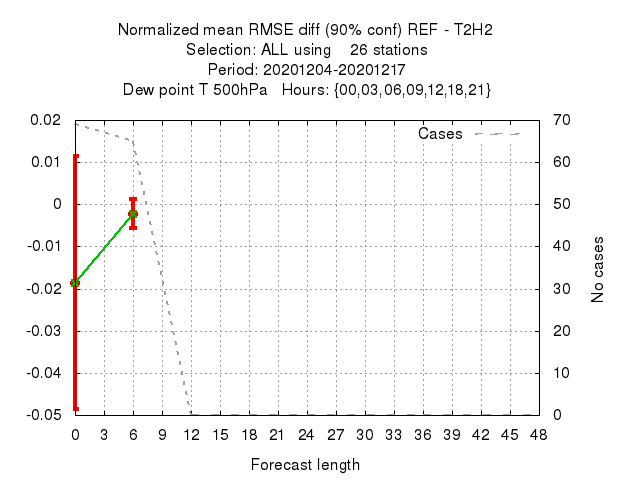 Normalized mean RMSE diff (90% conf) REF - T2H2
Selection: ALL using 26 stations
Period: 20201204-20201217
Dew point T 500hPa Hours: {00,03,06,09,12,18,21}
Cases
0.02
0.01
0
-0.01
-0.02
-0.03
-0.04
-0.05
70
60
50
40
30
20
10
0
No cases
0 3 6 9 12 15 18 21 24 27 30 33 36 39 42 45 48
Forecast length